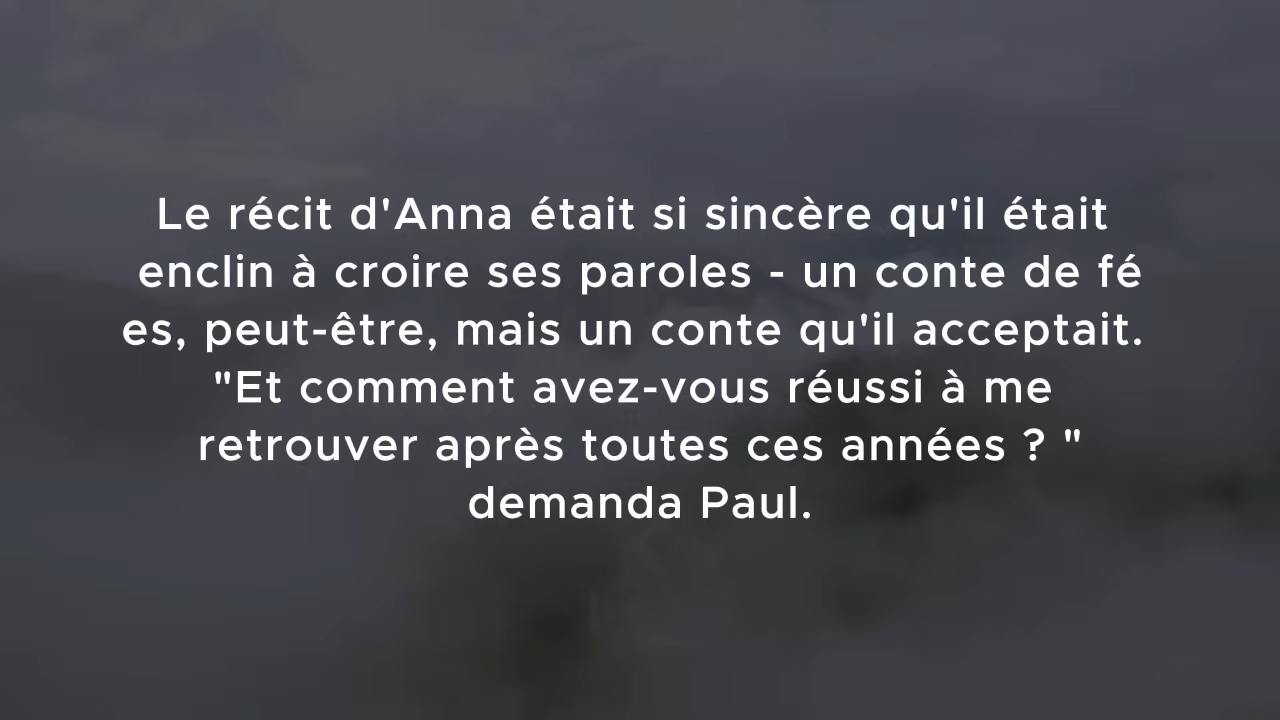 Le récit d'Anna était si sincère qu'il était
enclin à croire ses paroles - un conte de fé
es, peut-être, mais un conte qu'il acceptait.
"Et comment avez-vous réussi à me
retrouver après toutes ces années ? "
demanda Paul.